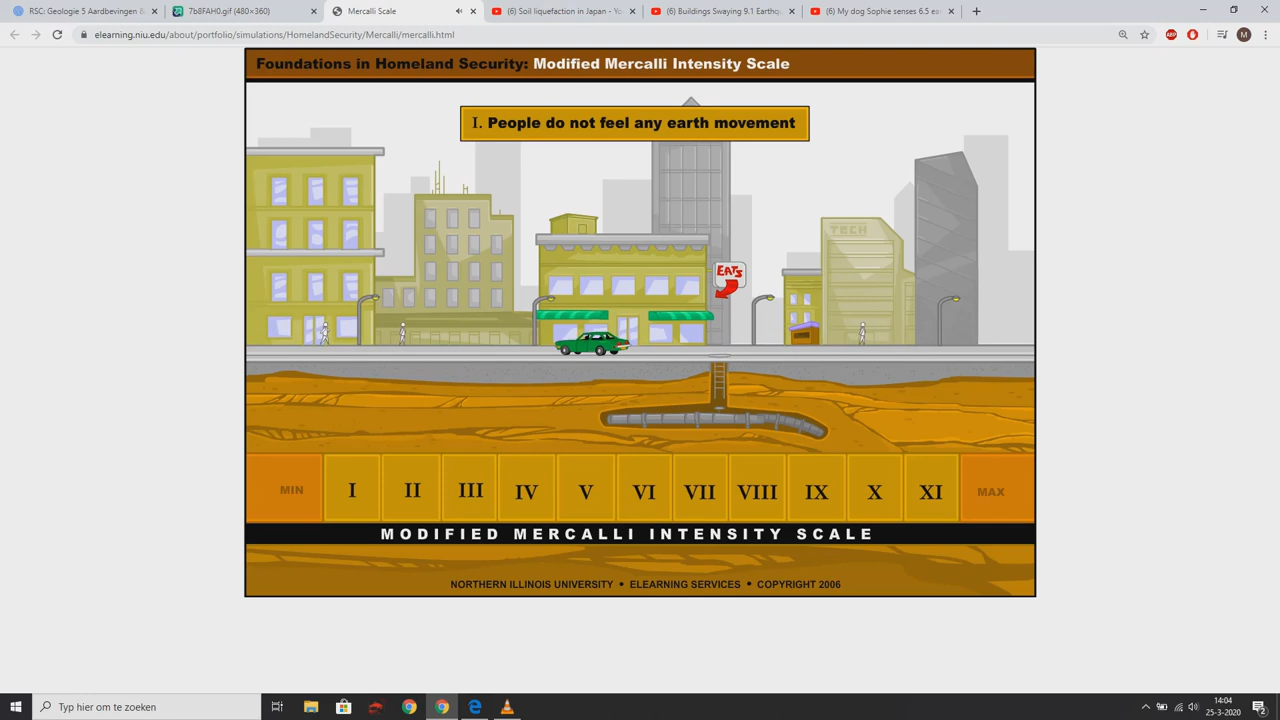 RSC: Geologie 5 Aardbevingen &
7B8FAH0.gif (480×360)
Mercalli Scale
(6) Soil liquefaction in Japan - Yo
(6) Buildings Swaying 9.1 Earthqu
(6) My dog Sophie senses 6.5 ea
elearning.niu.edu/about/portfolio/simulations/HomelandSecurity/Mercalli/mercalli.html
ABP
M
Foundations in Homeland Security: Modified Mercalli Intensity Scale
I. People do not feel any earth movement
TECH
EATS
MIN I II III IV V VI VII VIII IX X XI MAX
MODIFIED MERCALLI INTENSITY SCALE
NORTHERN ILLINOIS UNIVERSITY • ELEARNING SERVICES • COPYRIGHT 2006
Typ hier om te zoeken
14:04
25-3-2020
2